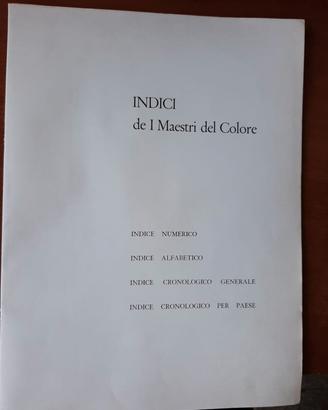 INDICI
de I Maestri del Colore
INDICE NUMERICO
INDICE ALFABETICO
INDICE CRONOLOGICO GENERALE
INDICE CRONOLOGICO PER PAESE